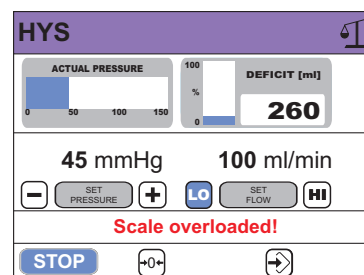 HYS
ACTUAL PRESSURE
0 50 100 150
100
%
0
DEFICIT [ml]
260
45 mmHg 100 ml/min
− SET PRESSURE + LO SET FLOW HI
Scale overloaded!
STOP →0←